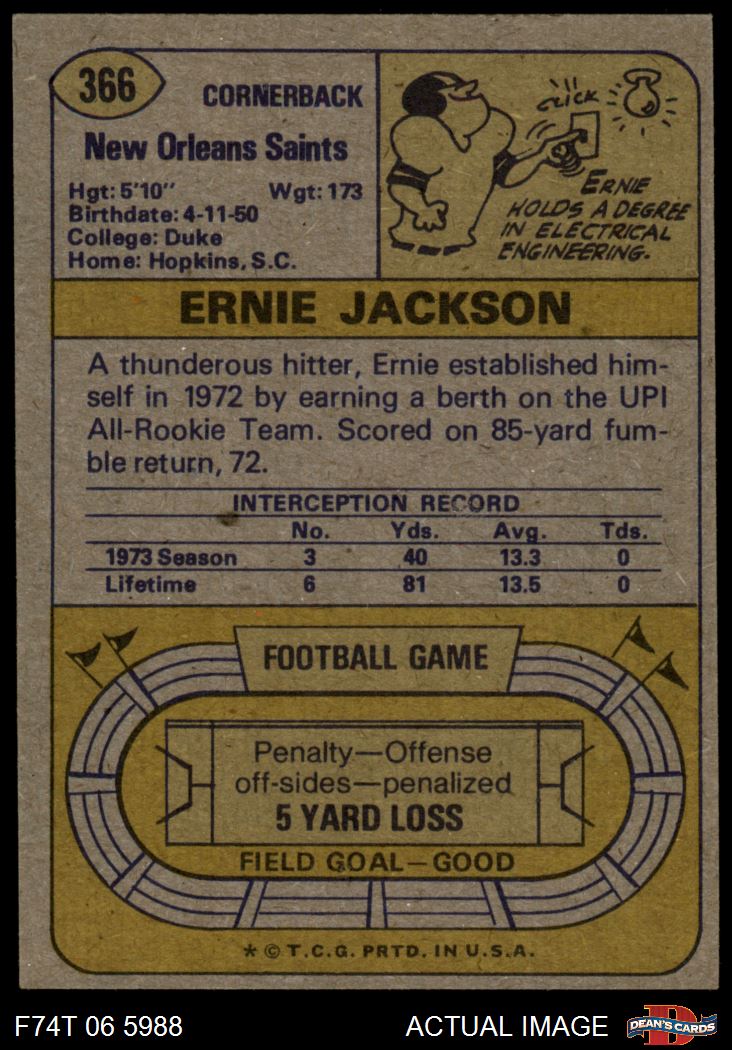 366
CORNERBACK
New Orleans Saints
Hgt: 5'10" Wgt: 173
Birthdate: 4-11-50
College: Duke
Home: Hopkins, S.C.
CLICK
ERNIE
HOLDS A DEGREE
IN ELECTRICAL
ENGINEERING.
ERNIE JACKSON
A thunderous hitter, Ernie established him-
self in 1972 by earning a berth on the UPI
All-Rookie Team. Scored on 85-yard fum-
ble return, 72.
INTERCEPTION RECORD
No. Yds. Avg. Tds.
1973 Season 3 40 13.3 0
Lifetime 6 81 13.5 0
FOOTBALL GAME
Penalty—Offense
off-sides—penalized
5 YARD LOSS
FIELD GOAL—GOOD
* © T.C.G. PRTD. IN U.S.A.
F74T 06 5988 ACTUAL IMAGE
D
DEAN'S CARDS